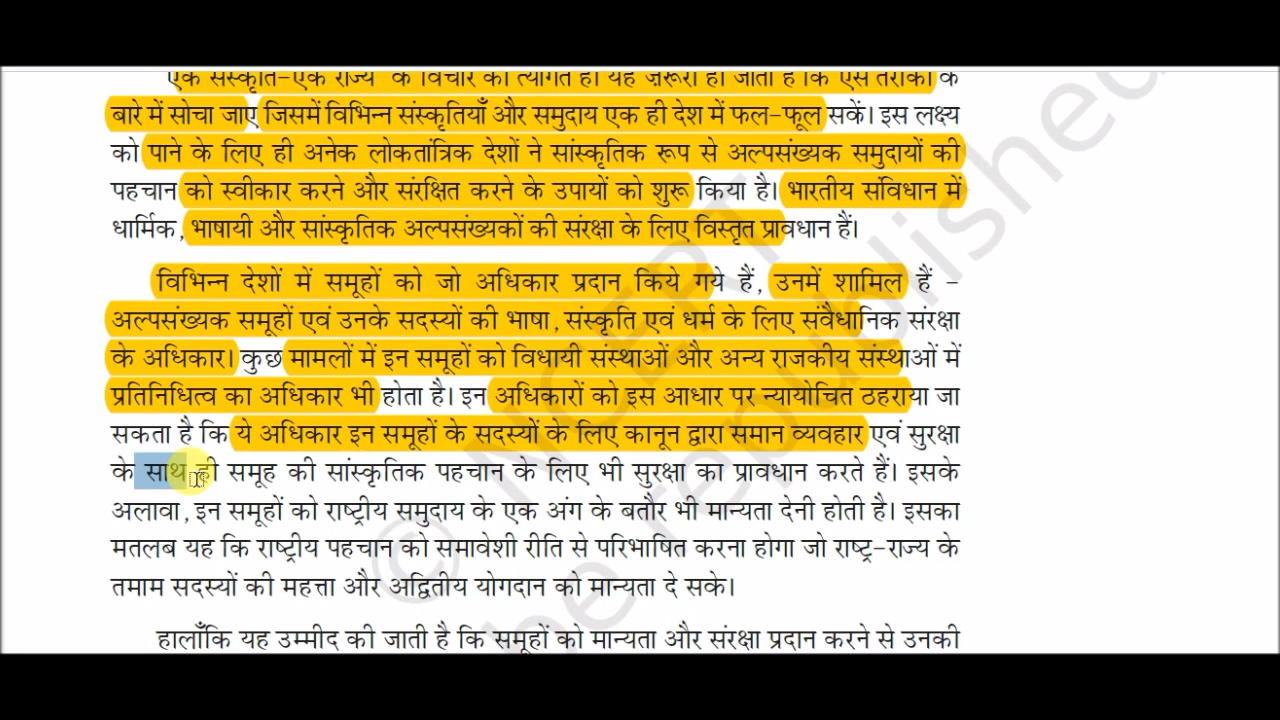 एक संस्कृति-एक राज्य के विचार को त्यागते ही यह ज़रूरी हो जाता है कि ऐसे तरीकों के
बारे में सोचा जाए जिसमें विभिन्न संस्कृतियाँ और समुदाय एक ही देश में फल-फूल सकें। इस लक्ष्य
को पाने के लिए ही अनेक लोकतांत्रिक देशों ने सांस्कृतिक रूप से अल्पसंख्यक समुदायों की
पहचान को स्वीकार करने और संरक्षित करने के उपायों को शुरू किया है। भारतीय संविधान में
धार्मिक, भाषायी और सांस्कृतिक अल्पसंख्यकों की संरक्षा के लिए विस्तृत प्रावधान हैं।
विभिन्न देशों में समूहों को जो अधिकार प्रदान किये गये हैं, उनमें शामिल हैं –
अल्पसंख्यक समूहों एवं उनके सदस्यों की भाषा, संस्कृति एवं धर्म के लिए संवैधानिक संरक्षा
के अधिकार। कुछ मामलों में इन समूहों को विधायी संस्थाओं और अन्य राजकीय संस्थाओं में
प्रतिनिधित्व का अधिकार भी होता है। इन अधिकारों को इस आधार पर न्यायोचित ठहराया जा
सकता है कि ये अधिकार इन समूहों के सदस्यों के लिए कानून द्वारा समान व्यवहार एवं सुरक्षा
के साथ ही समूह की सांस्कृतिक पहचान के लिए भी सुरक्षा का प्रावधान करते हैं। इसके
अलावा, इन समूहों को राष्ट्रीय समुदाय के एक अंग के बतौर भी मान्यता देनी होती है। इसका
मतलब यह कि राष्ट्रीय पहचान को समावेशी रीति से परिभाषित करना होगा जो राष्ट्र-राज्य के
तमाम सदस्यों की महत्ता और अद्वितीय योगदान को मान्यता दे सके।
हालाँकि यह उम्मीद की जाती है कि समूहों को मान्यता और संरक्षा प्रदान करने से उनकी
© NCERT
be republished